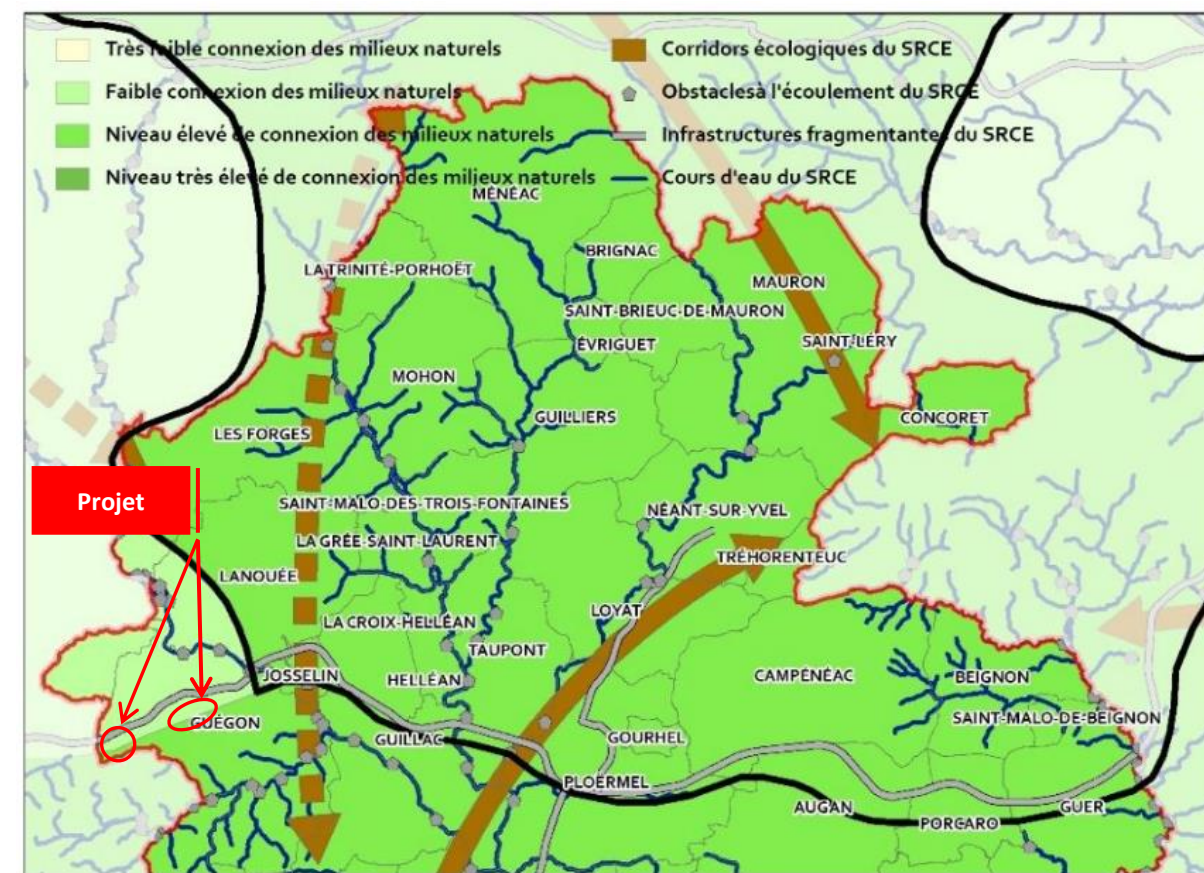 Très faible connexion des milieux naturels
Faible connexion des milieux naturels
Niveau élevé de connexion des milieux naturels
Niveau très élevé de connexion des milieux naturels
Corridors écologiques du SRCE
Obstaclesà l'écoulement du SRCE
Infrastructures fragmentantes du SRCE
Cours d'eau du SRCE
MÉNÉAC
BRIGNAC
LA TRINITÉ-PORHOËT
MAURON
SAINT-BRIEUC-DE-MAURON
ÉVRIGUET
SAINT-LÉRY
MOHON
GUILLIERS
CONCORET
LES FORGES
Projet
SAINT-MALO-DES-TROIS-FONTAINES
NÉANT-SUR-YVEL
LA GRÉE-SAINT-LAURENT
TRÉHORENTEUC
LANOUÉE
LOYAT
LA CROIX-HELLÉAN
TAUPONT
JOSSELIN
HELLÉAN
CAMPÉNÉAC
BEIGNON
GUÉGON
SAINT-MALO-DE-BEIGNON
GUILLAC
GOURHEL
PLOËRMEL
AUGAN
GUER
PORCARO